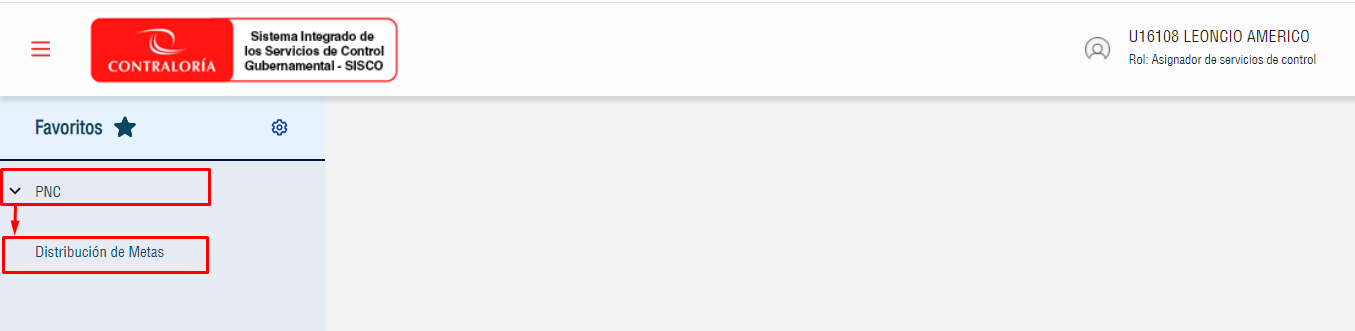 CONTRALORÍA
Sistema Integrado de
los Servicios de Control
Gubernamental - SISCO
U16108 LEONCIO AMERICO
Rol: Asignador de servicios de control
Favoritos
PNC
Distribución de Metas